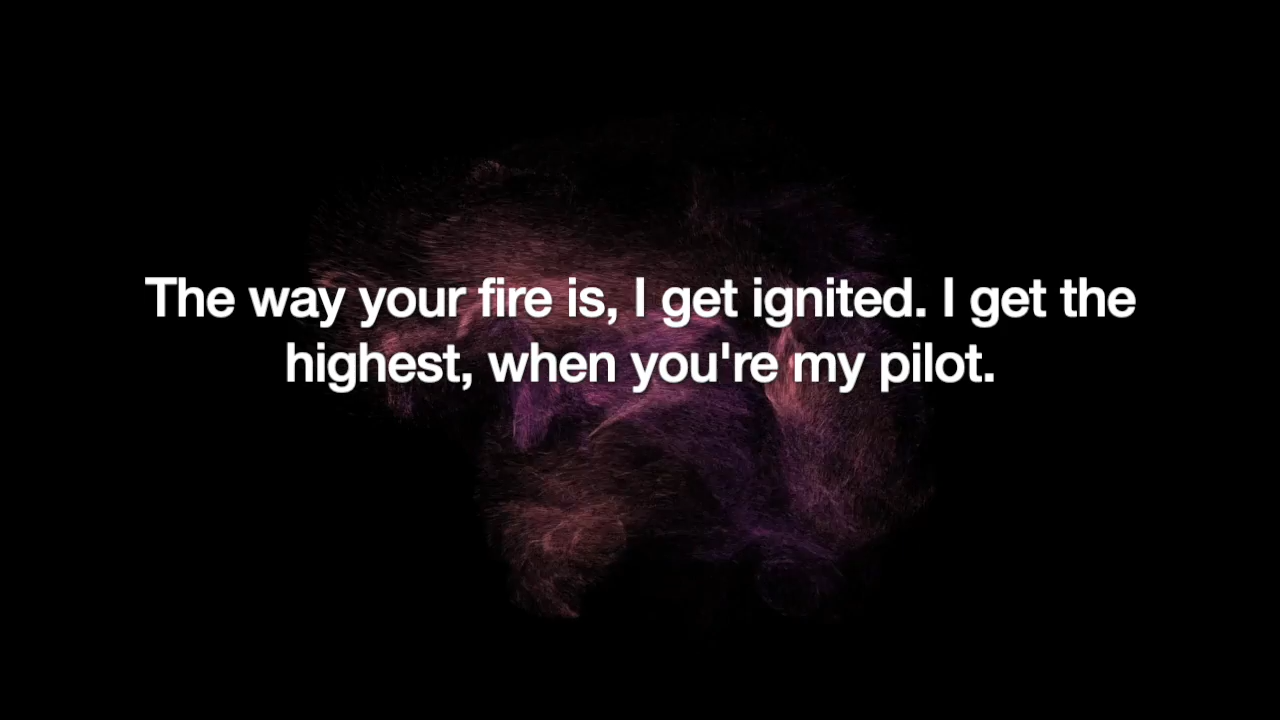 The way your fire is, I get ignited. I get the
highest, when you're my pilot.